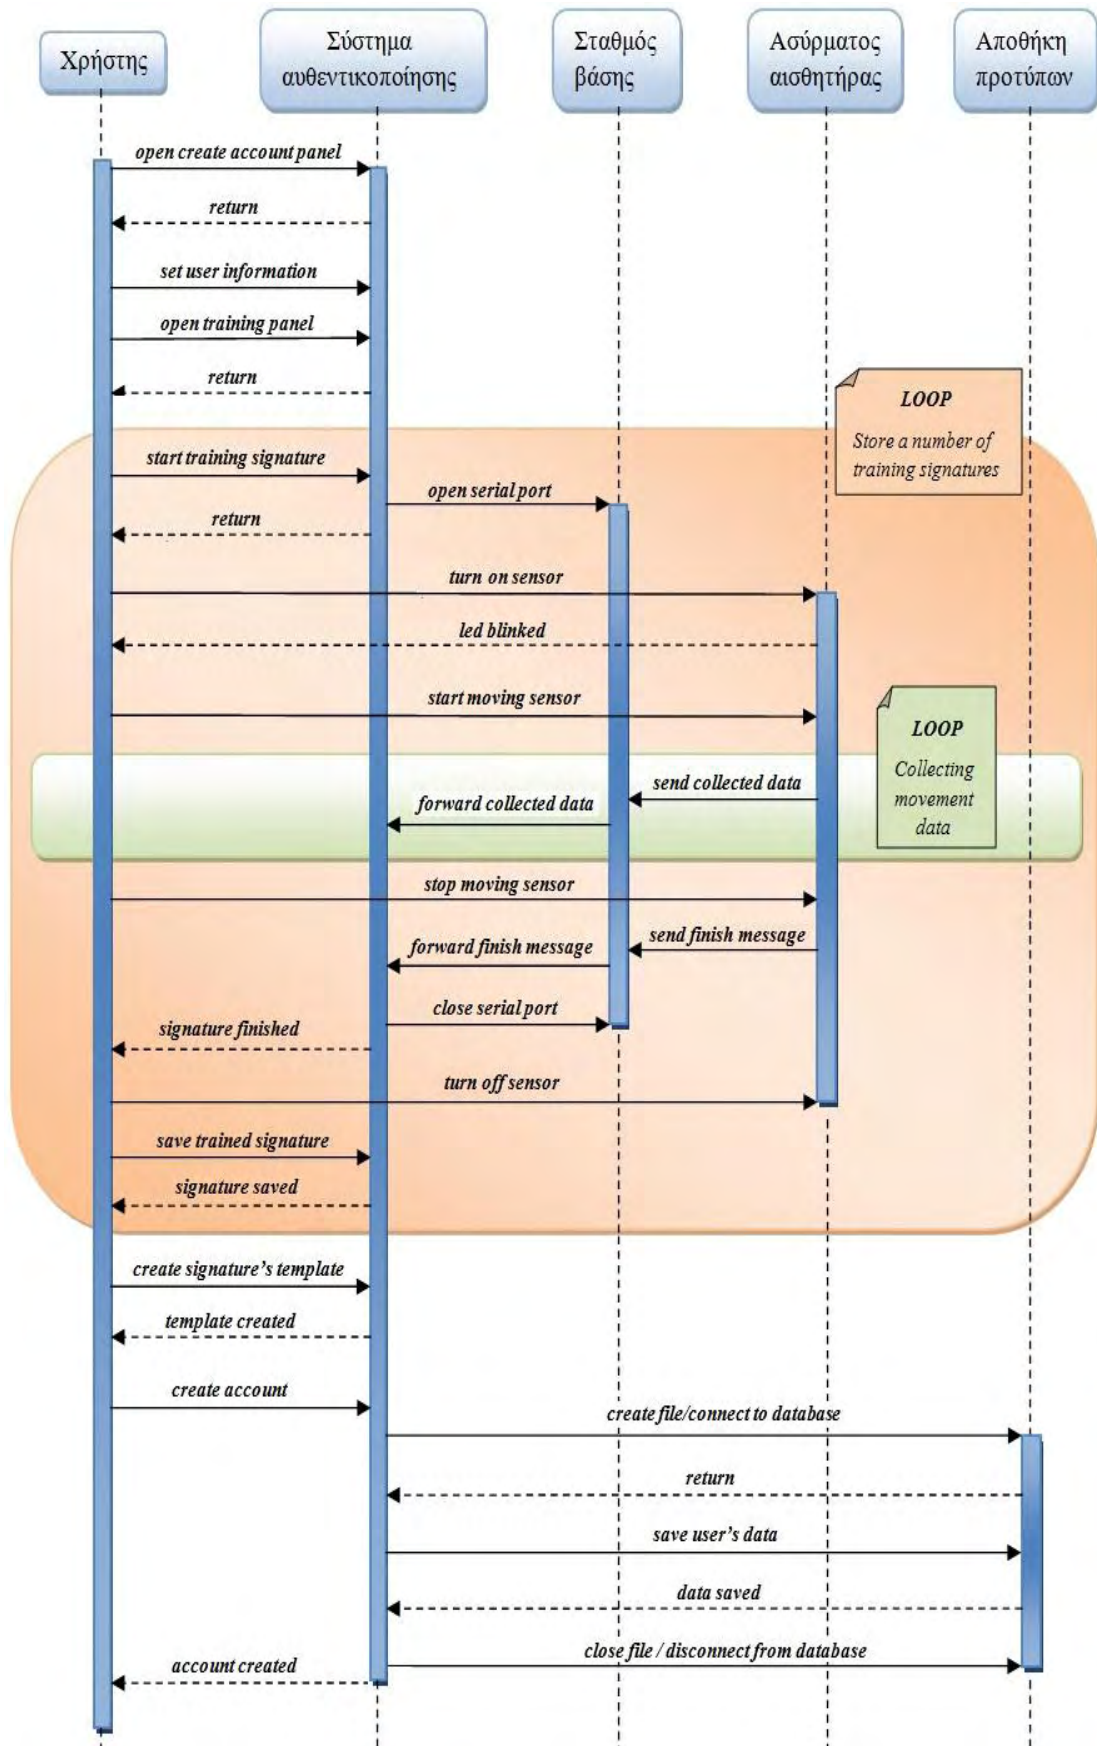 Χρήστης
Σύστημα
αυθεντικοποίησης
Σταθμός
βάσης
Ασύρματος
αισθητήρας
Αποθήκη
προτύπων
open create account panel
return
set user information
open training panel
return
LOOP
Store a number of
training signatures
start training signature
open serial port
return
turn on sensor
led blinked
start moving sensor
LOOP
Collecting
movement
data
send collected data
forward collected data
stop moving sensor
send finish message
forward finish message
close serial port
signature finished
turn off sensor
save trained signature
signature saved
create signature’s template
template created
create account
create file/connect to database
return
save user’s data
data saved
close file / disconnect from database
account created